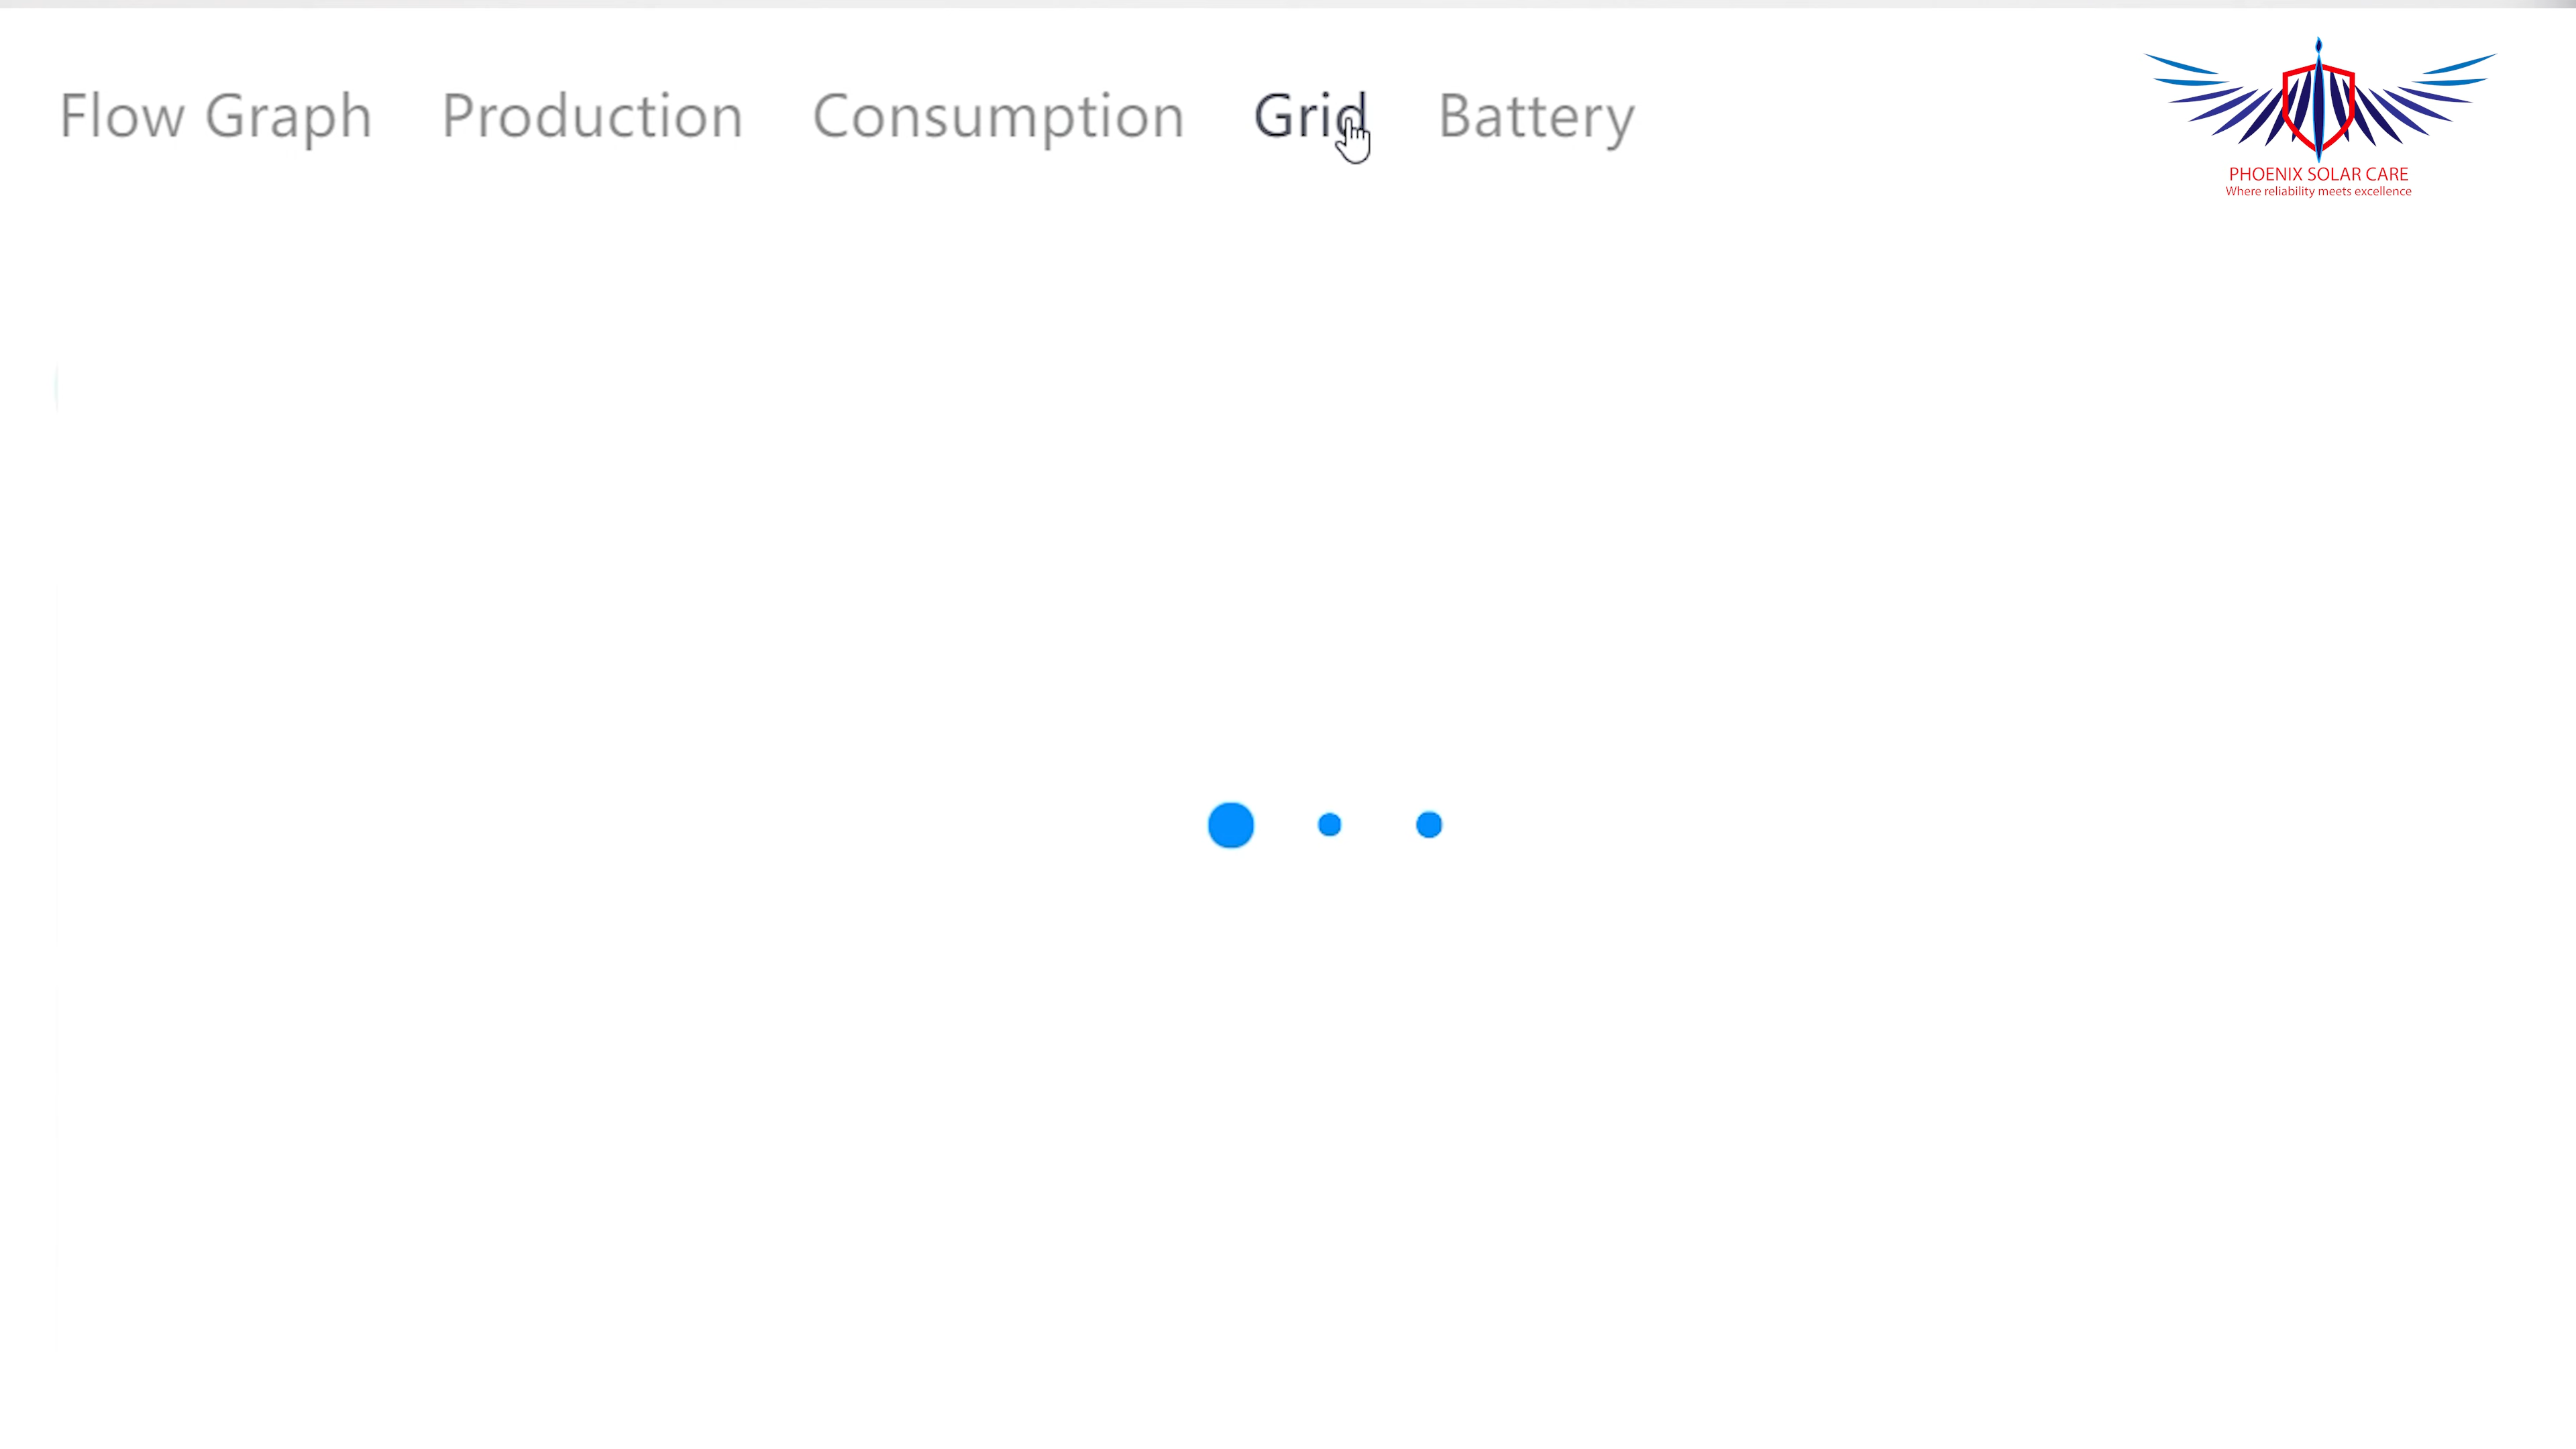 Flow Graph Production Consumption Grid Battery
PHOENIX SOLAR CARE
Where reliability meets excellence